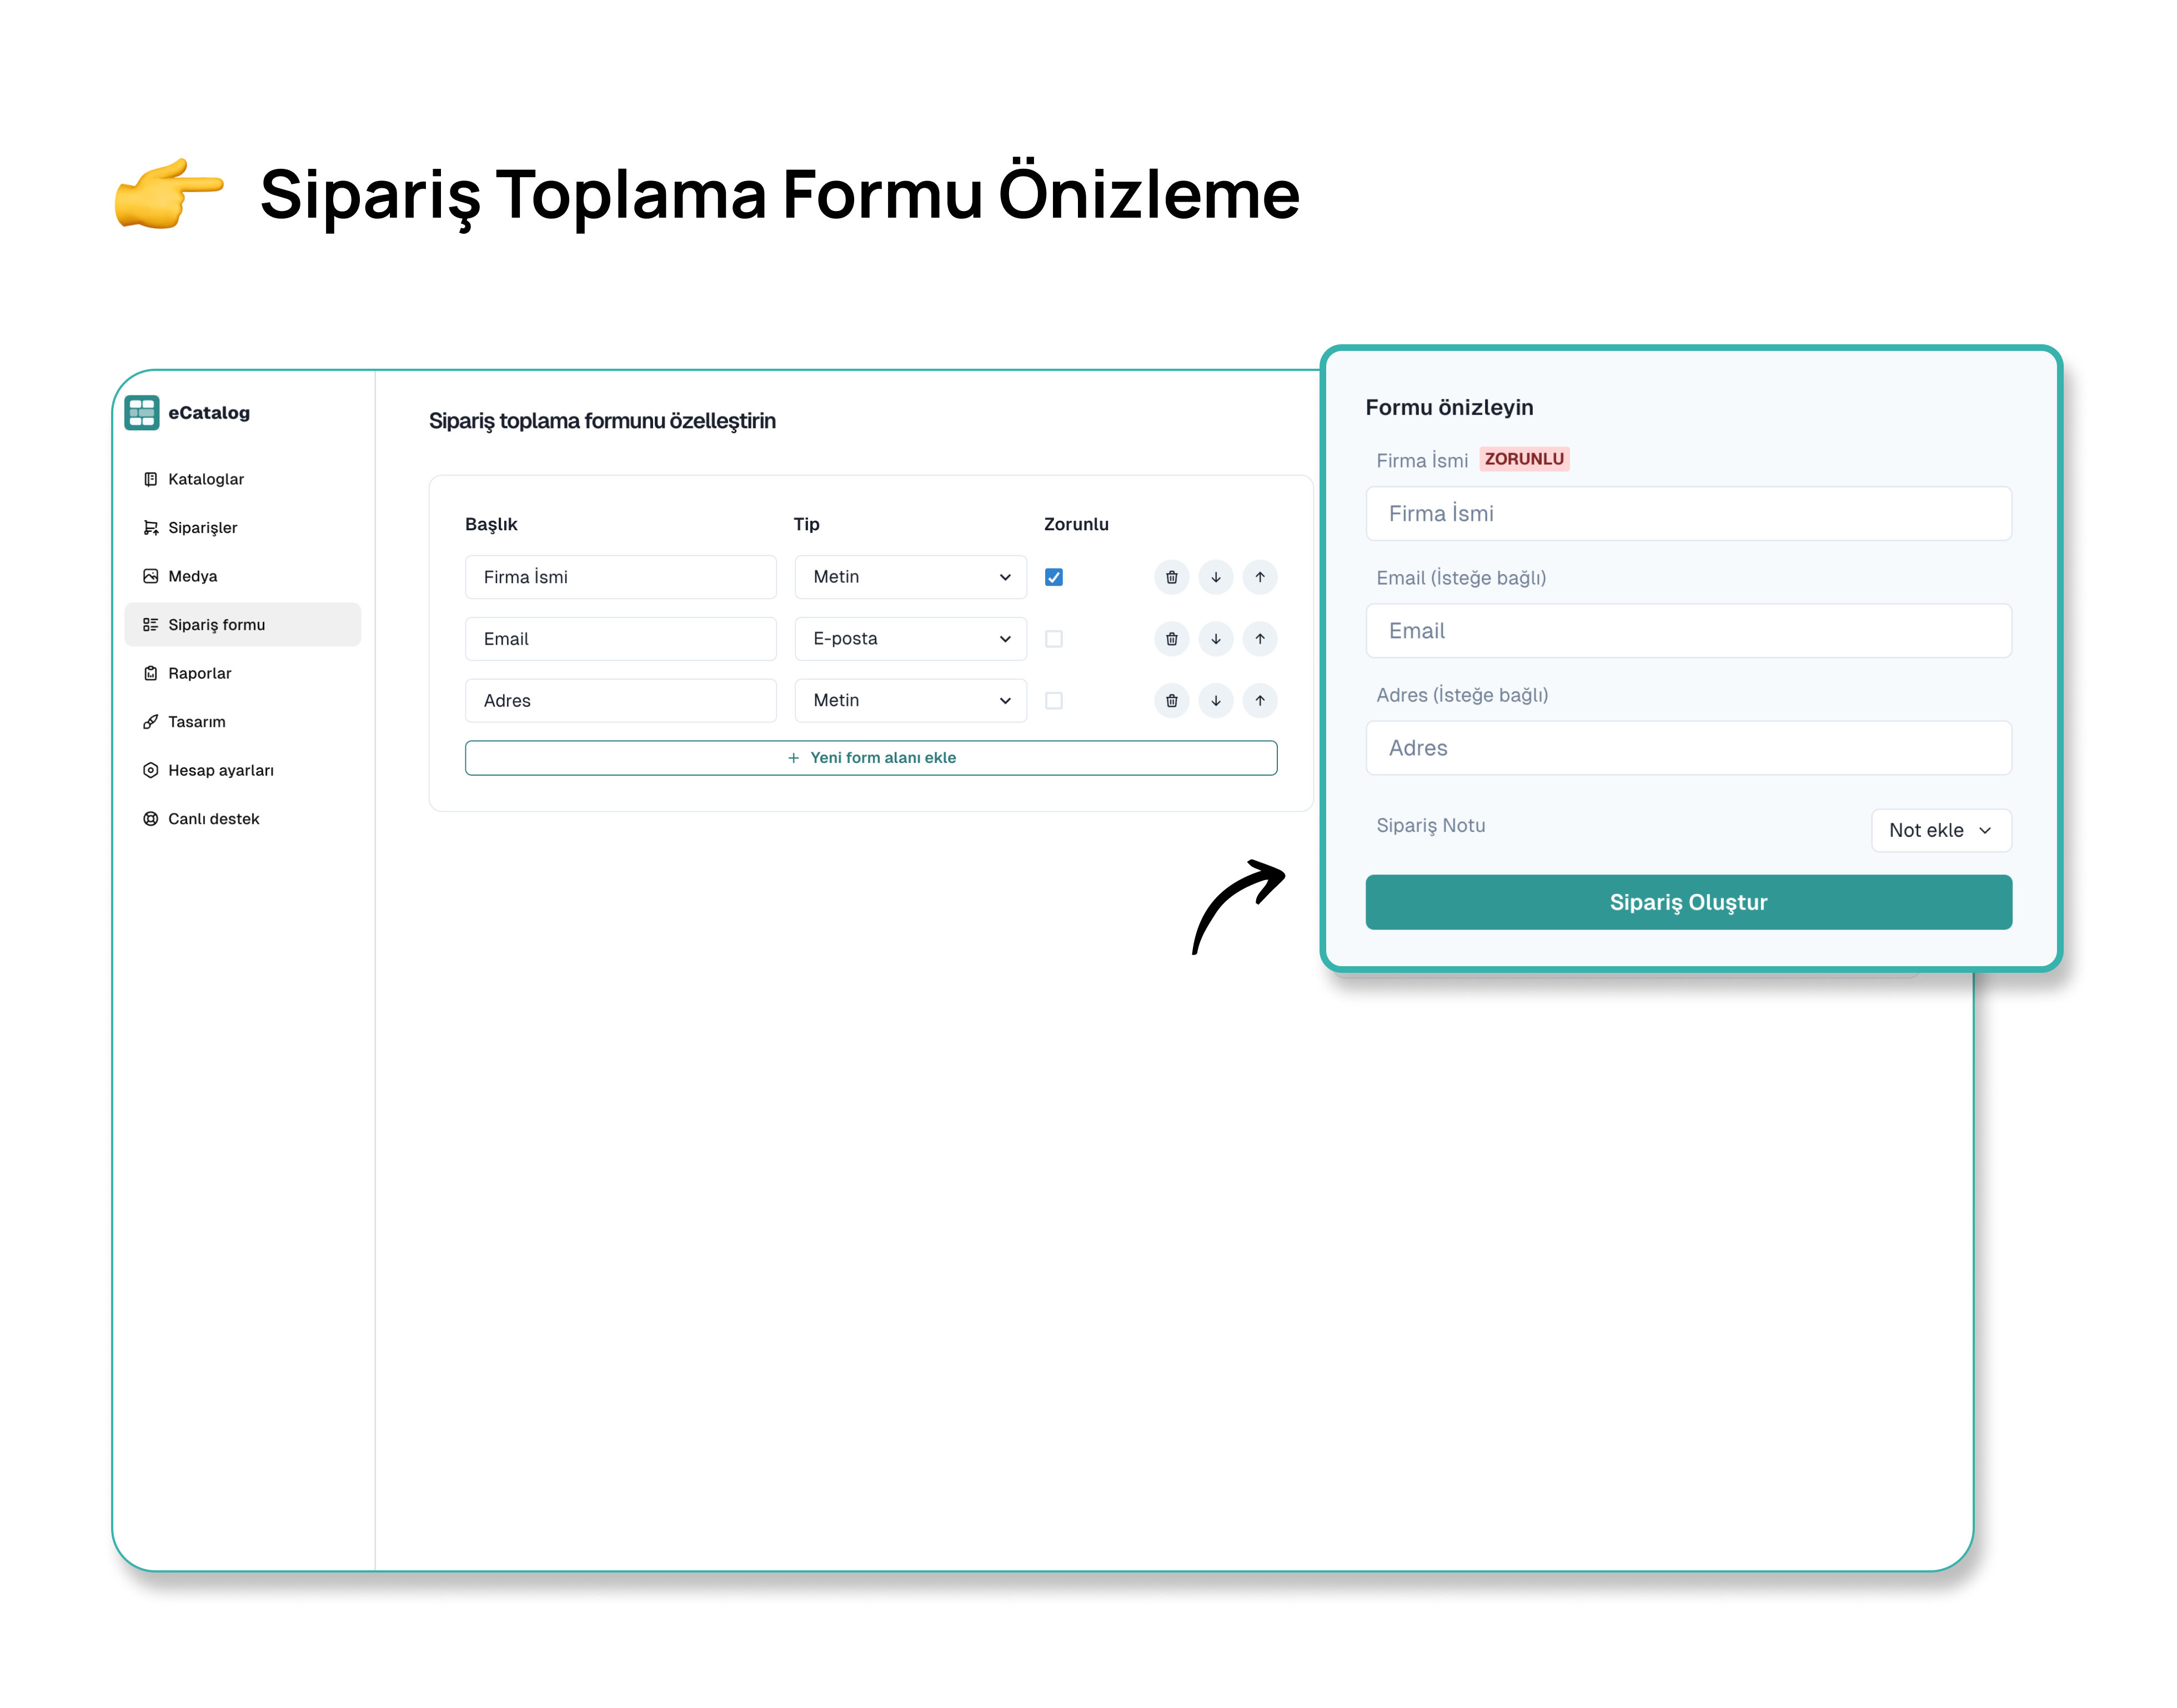 Sipariş Toplama Formu Önizleme
eCatalog
Kataloglar
Siparişler
Medya
Sipariş formu
Raporlar
Tasarım
Hesap ayarları
Canlı destek
Sipariş toplama formunu özelleştirin
Başlık Tip Zorunlu
Firma İsmi Metin
Email E-posta
Adres Metin
+ Yeni form alanı ekle
Formu önizleyin
Firma İsmi ZORUNLU
Firma İsmi
Email (İsteğe bağlı)
Email
Adres (İsteğe bağlı)
Adres
Sipariş Notu Not ekle
Sipariş Oluştur